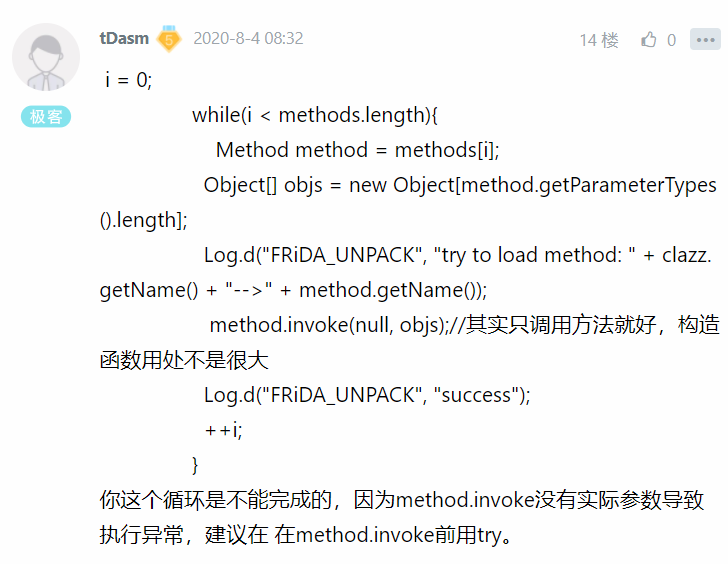 tDasm 5 2020-8-4 08:32 14 楼 0
极客
i = 0;
while(i < methods.length){
Method method = methods[i];
Object[] objs = new Object[method.getParameterTypes
().length];
Log.d("FRiDA_UNPACK", "try to load method: " + clazz.
getName() + "-->" + method.getName());
method.invoke(null, objs);//其实只调用方法就好，构造
函数用处不是很大
Log.d("FRiDA_UNPACK", "success");
++i;
}
你这个循环是不能完成的，因为method.invoke没有实际参数导致
执行异常，建议在 在method.invoke前用try。